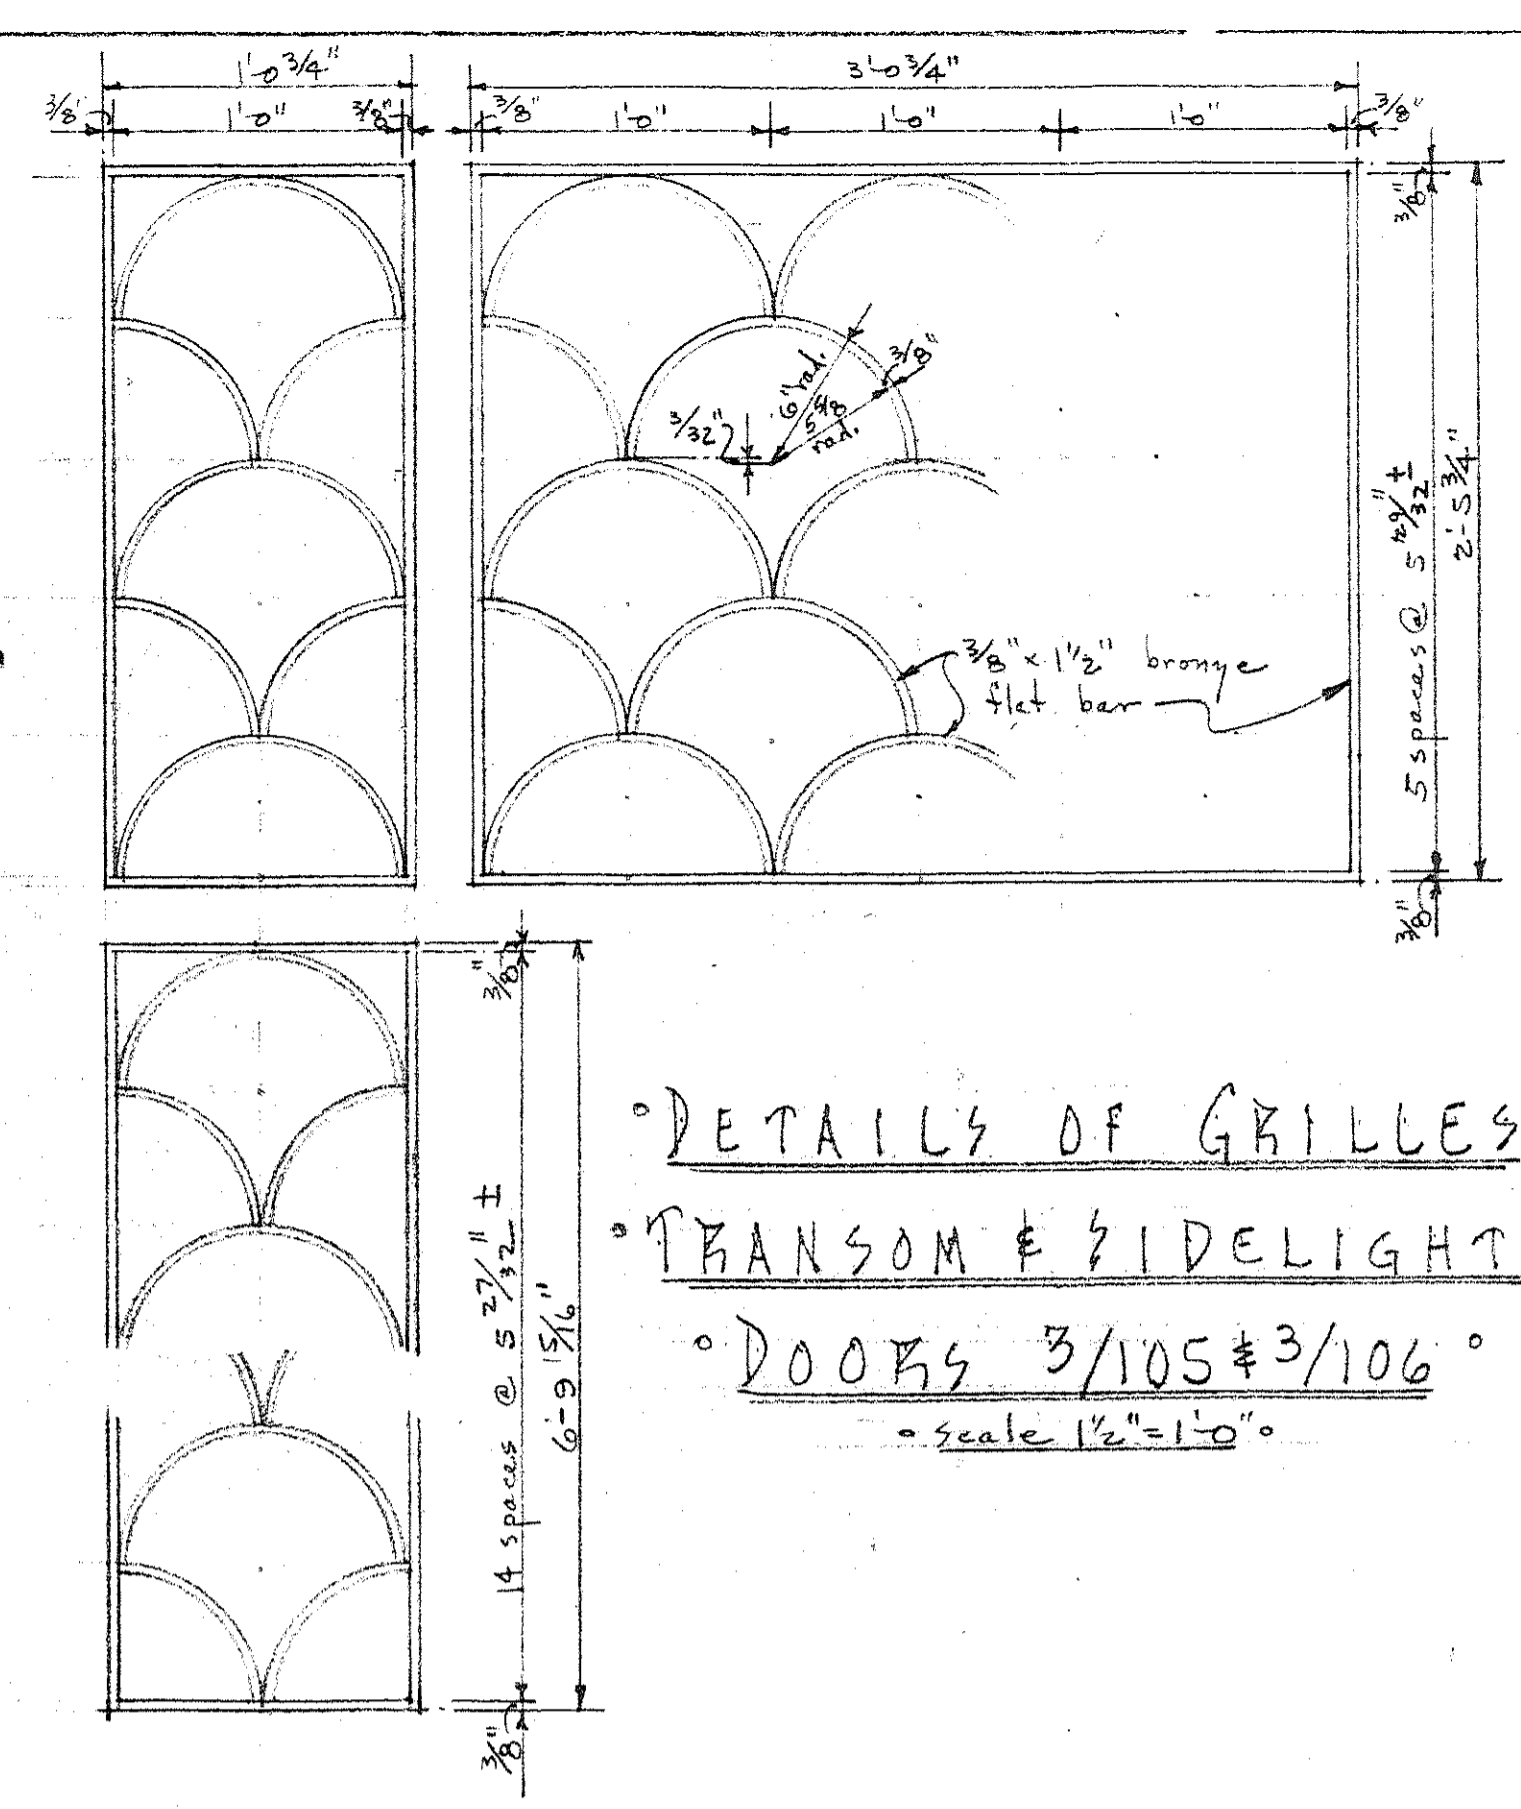 1'-0 3/4"
3'-0 3/4"
3/8"
1'-0"
3/8"
3/8"
1'-0"
1'-0"
1'-0"
3/8"
3/8"
6" rad.
3/8"
5 5/8
rad.
3/32"
5 spaces @ 5 29/32" ±
2'-5 3/4"
3/8" x 1 1/2" bronze
flat bar
3/8"
3/8"
14 spaces @ 5 27/32" ±
6'-9 15/16"
3/8"
° DETAILS OF GRILLES
° TRANSOM & SIDELIGHT
° DOORS 3/105 & 3/106 °
° scale 1 1/2" = 1'-0" °